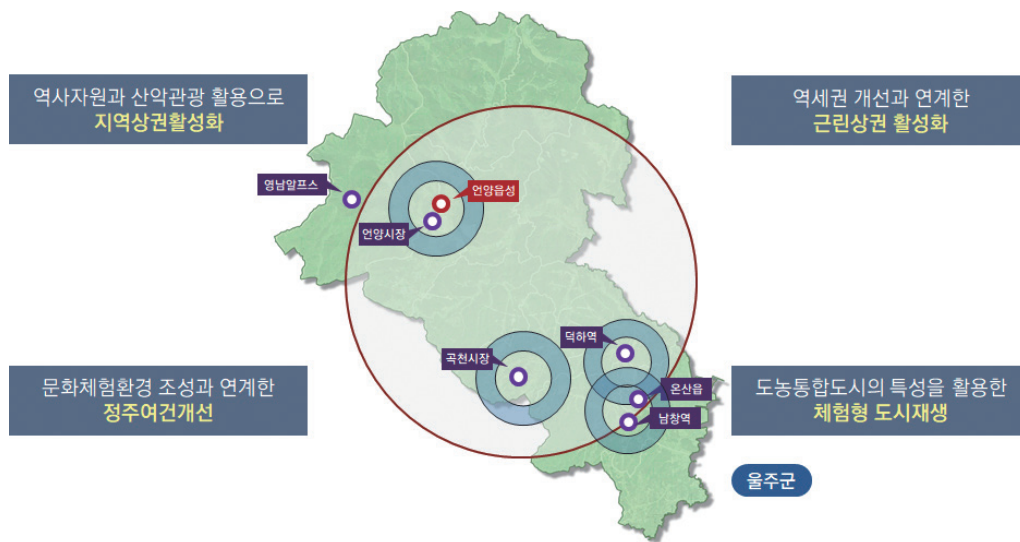 역사자원과 산악관광 활용으로
지역상권활성화
역세권 개선과 연계한
근린상권 활성화
영남알프스
언양읍성
언양시장
덕하역
곡천시장
온산읍
남창역
문화체험환경 조성과 연계한
정주여건개선
도농통합도시의 특성을 활용한
체험형 도시재생
울주군